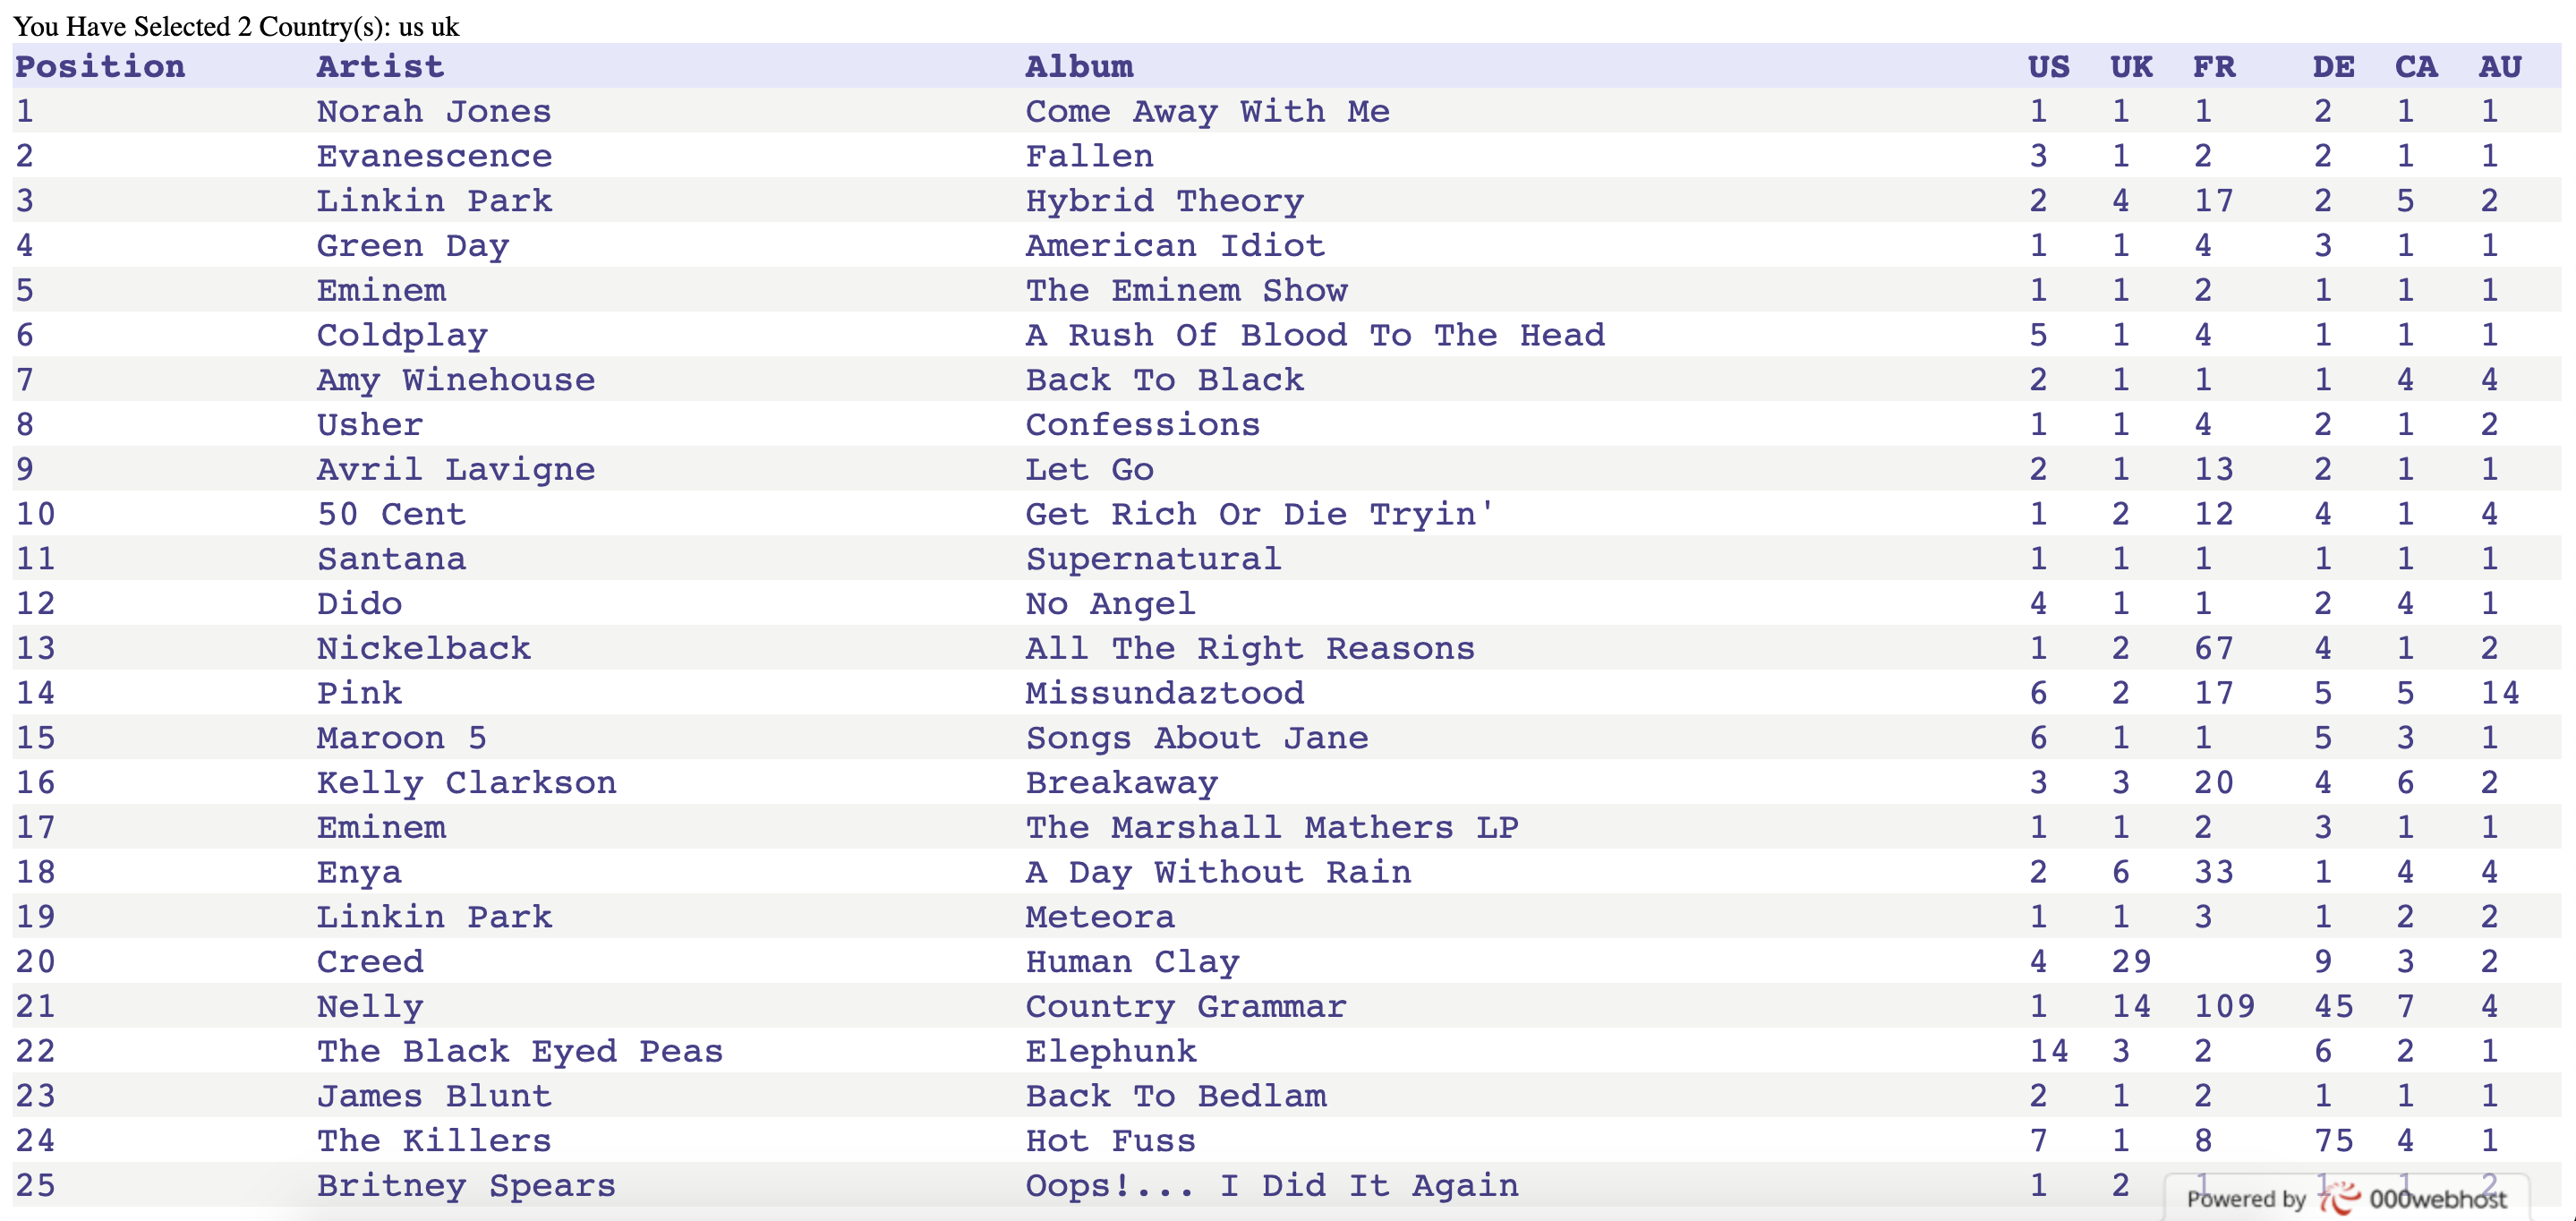 You Have Selected 2 Country(s): us uk
Position Artist Album US UK FR DE CA AU
1 Norah Jones Come Away With Me 1 1 1 2 1 1
2 Evanescence Fallen 3 1 2 2 1 1
3 Linkin Park Hybrid Theory 2 4 17 2 5 2
4 Green Day American Idiot 1 1 4 3 1 1
5 Eminem The Eminem Show 1 1 2 1 1 1
6 Coldplay A Rush Of Blood To The Head 5 1 4 1 1 1
7 Amy Winehouse Back To Black 2 1 1 1 4 4
8 Usher Confessions 1 1 4 2 1 2
9 Avril Lavigne Let Go 2 1 13 2 1 1
10 50 Cent Get Rich Or Die Tryin' 1 2 12 4 1 4
11 Santana Supernatural 1 1 1 1 1 1
12 Dido No Angel 4 1 1 2 4 1
13 Nickelback All The Right Reasons 1 2 67 4 1 2
14 Pink Missundaztood 6 2 17 5 5 14
15 Maroon 5 Songs About Jane 6 1 1 5 3 1
16 Kelly Clarkson Breakaway 3 3 20 4 6 2
17 Eminem The Marshall Mathers LP 1 1 2 3 1 1
18 Enya A Day Without Rain 2 6 33 1 4 4
19 Linkin Park Meteora 1 1 3 1 2 2
20 Creed Human Clay 4 29 9 3 2
21 Nelly Country Grammar 1 14 109 45 7 4
22 The Black Eyed Peas Elephunk 14 3 2 6 2 1
23 James Blunt Back To Bedlam 2 1 2 1 1 1
24 The Killers Hot Fuss 7 1 8 75 4 1
25 Britney Spears Oops!... I Did It Again 1 2 1 1 1 2
Powered by 000webhost